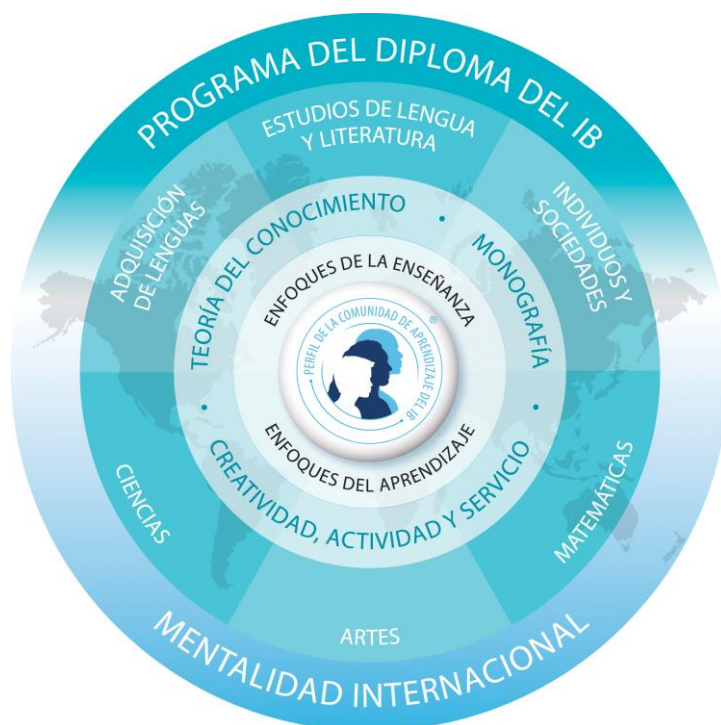 PROGRAMA DEL DIPLOMA DEL IB
ESTUDIOS DE LENGUA
Y LITERATURA
ADQUISICIÓN
DE LENGUAS
INDIVIDUOS Y
SOCIEDADES
TEORÍA DEL CONOCIMIENTO
•
MONOGRAFÍA
•
CREATIVIDAD, ACTIVIDAD Y SERVICIO
•
ENFOQUES DE LA ENSEÑANZA
• PERFIL DE LA COMUNIDAD DE APRENDIZAJE DEL IB •
®
ENFOQUES DEL APRENDIZAJE
CIENCIAS
MATEMÁTICAS
ARTES
MENTALIDAD INTERNACIONAL